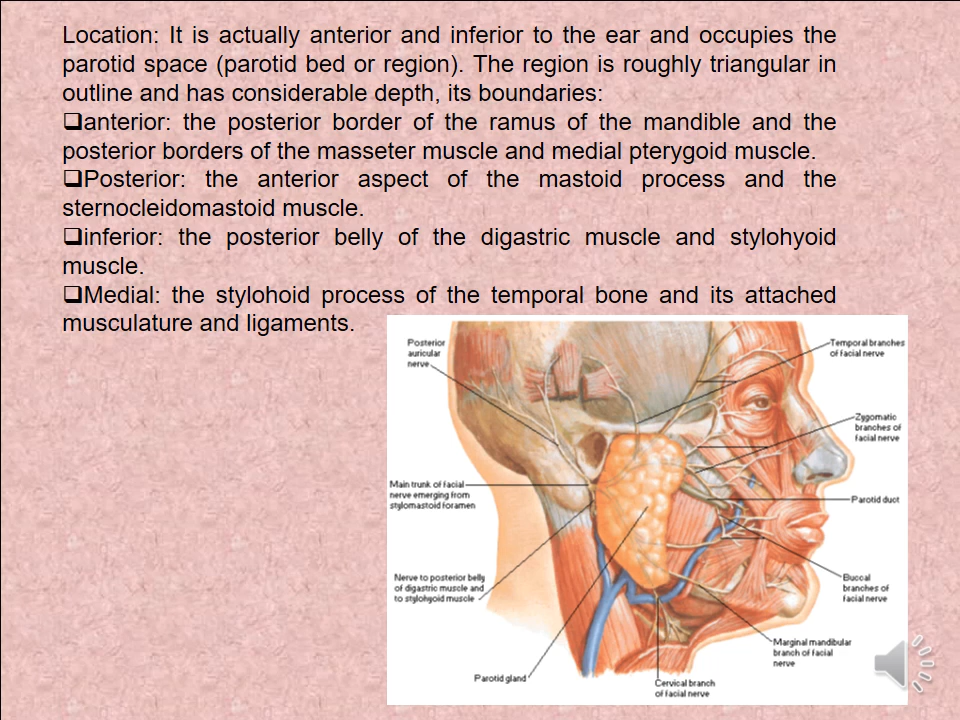 Location: It is actually anterior and inferior to the ear and occupies the
parotid space (parotid bed or region). The region is roughly triangular in
outline and has considerable depth, its boundaries:
❑anterior: the posterior border of the ramus of the mandible and the
posterior borders of the masseter muscle and medial pterygoid muscle.
❑Posterior: the anterior aspect of the mastoid process and the
sternocleidomastoid muscle.
❑inferior: the posterior belly of the digastric muscle and stylohyoid
muscle.
❑Medial: the stylohoid process of the temporal bone and its attached
musculature and ligaments.
Posterior
auricular
nerve
Temporal branches
of facial nerve
Zygomatic
branches of
facial nerve
Main trunk of facial
nerve emerging from
stylomastoid foramen
Parotid duct
Nerve to posterior belly
of digastric muscle and
to stylohyoid muscle
Buccal
branches of
facial nerve
Marginal mandibular
branch of facial
nerve
Parotid gland
Cervical branch
of facial nerve